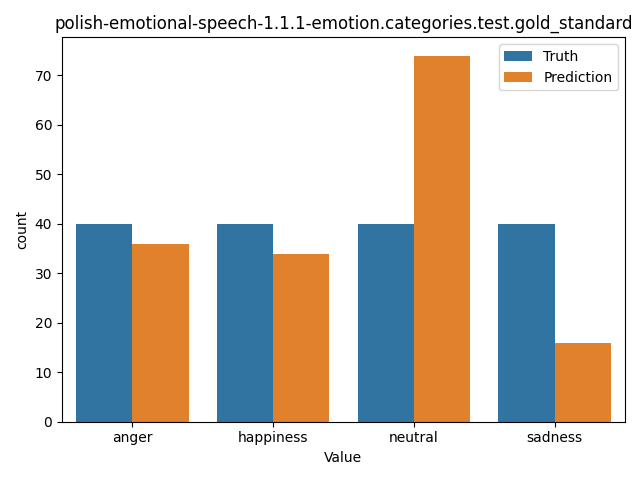 polish-emotional-speech-1.1.1-emotion.categories.test.gold_standard
Truth
Prediction
count
70
60
50
40
30
20
10
0
anger happiness neutral sadness
Value